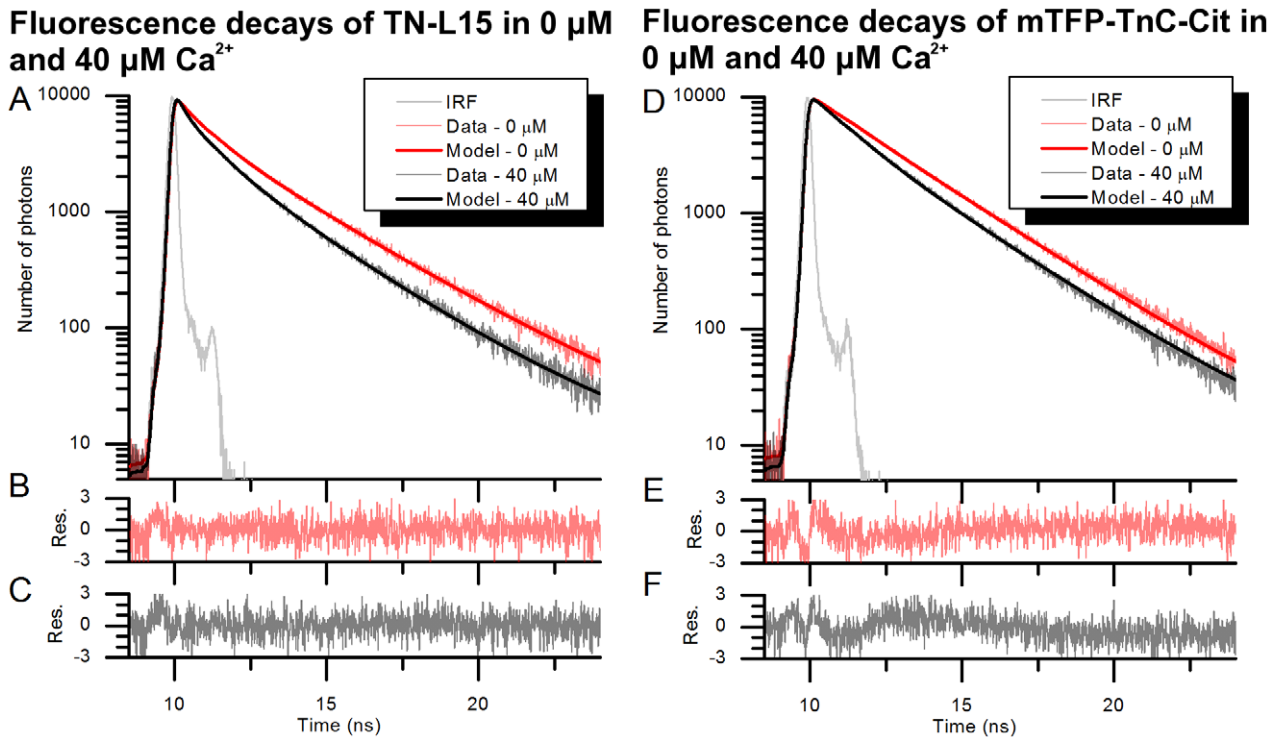 Fluorescence decays of TN-L15 in 0 µM
and 40 µM Ca²⁺
A
10000
1000
100
10
Number of photons
IRF
Data - 0 µM
Model - 0 µM
Data - 40 µM
Model - 40 µM
B
3
0
-3
Res.
C
3
0
-3
Res.
10
15
20
Time (ns)
Fluorescence decays of mTFP-TnC-Cit in
0 µM and 40 µM Ca²⁺
D
10000
1000
100
10
Number of photons
IRF
Data - 0 µM
Model - 0 µM
Data - 40 µM
Model - 40 µM
E
3
0
-3
Res.
F
3
0
-3
Res.
10
15
20
Time (ns)